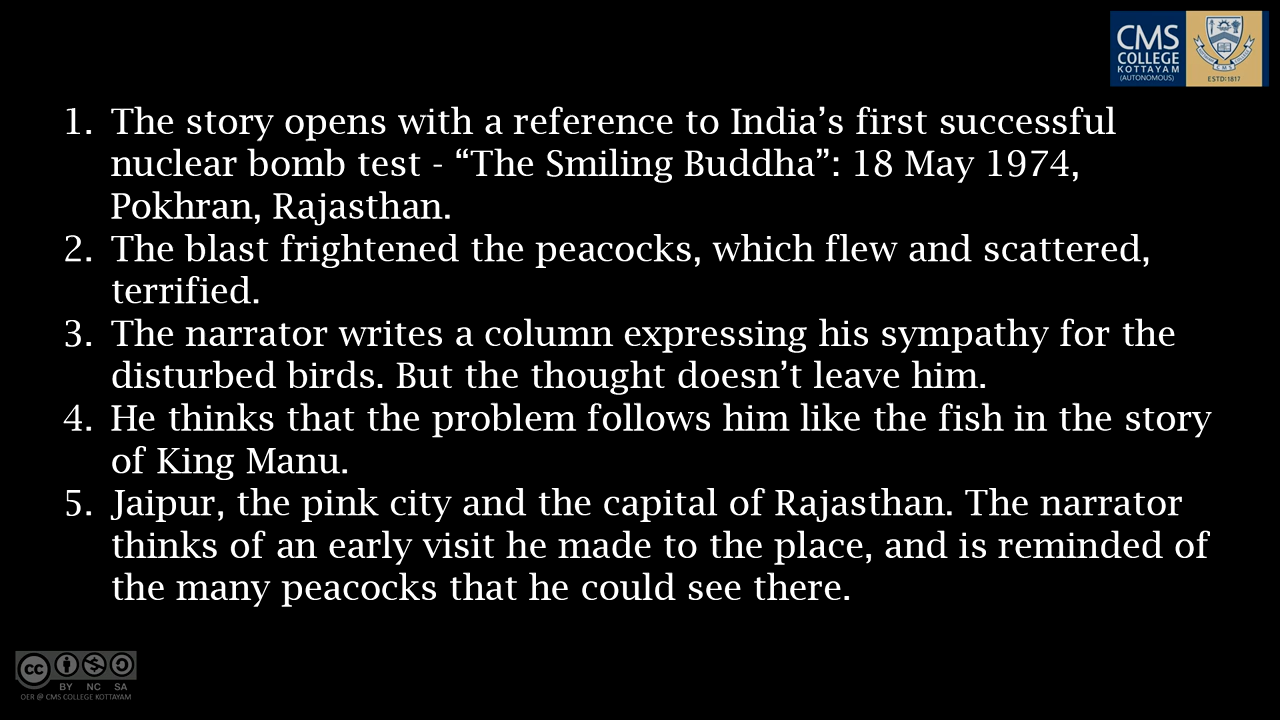 CMS
COLLEGE
KOTTAYAM
(AUTONOMOUS)
ESTD:1817
1. The story opens with a reference to India’s first successful
nuclear bomb test - “The Smiling Buddha”: 18 May 1974,
Pokhran, Rajasthan.
2. The blast frightened the peacocks, which flew and scattered,
terrified.
3. The narrator writes a column expressing his sympathy for the
disturbed birds. But the thought doesn’t leave him.
4. He thinks that the problem follows him like the fish in the story
of King Manu.
5. Jaipur, the pink city and the capital of Rajasthan. The narrator
thinks of an early visit he made to the place, and is reminded of
the many peacocks that he could see there.
cc
BY NC SA
OER @ CMS COLLEGE KOTTAYAM